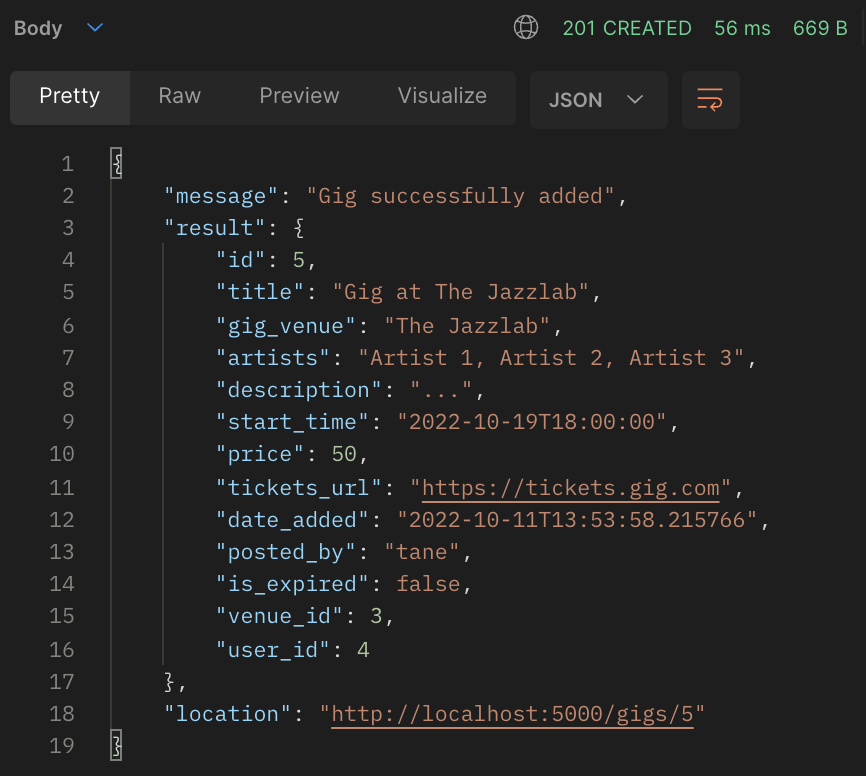 Body 201 CREATED 56 ms 669 B
Pretty Raw Preview Visualize JSON
1 {
2 "message": "Gig successfully added",
3 "result": {
4 "id": 5,
5 "title": "Gig at The Jazzlab",
6 "gig_venue": "The Jazzlab",
7 "artists": "Artist 1, Artist 2, Artist 3",
8 "description": "...",
9 "start_time": "2022-10-19T18:00:00",
10 "price": 50,
11 "tickets_url": "https://tickets.gig.com",
12 "date_added": "2022-10-11T13:53:58.215766",
13 "posted_by": "tane",
14 "is_expired": false,
15 "venue_id": 3,
16 "user_id": 4
17 },
18 "location": "http://localhost:5000/gigs/5"
19 }